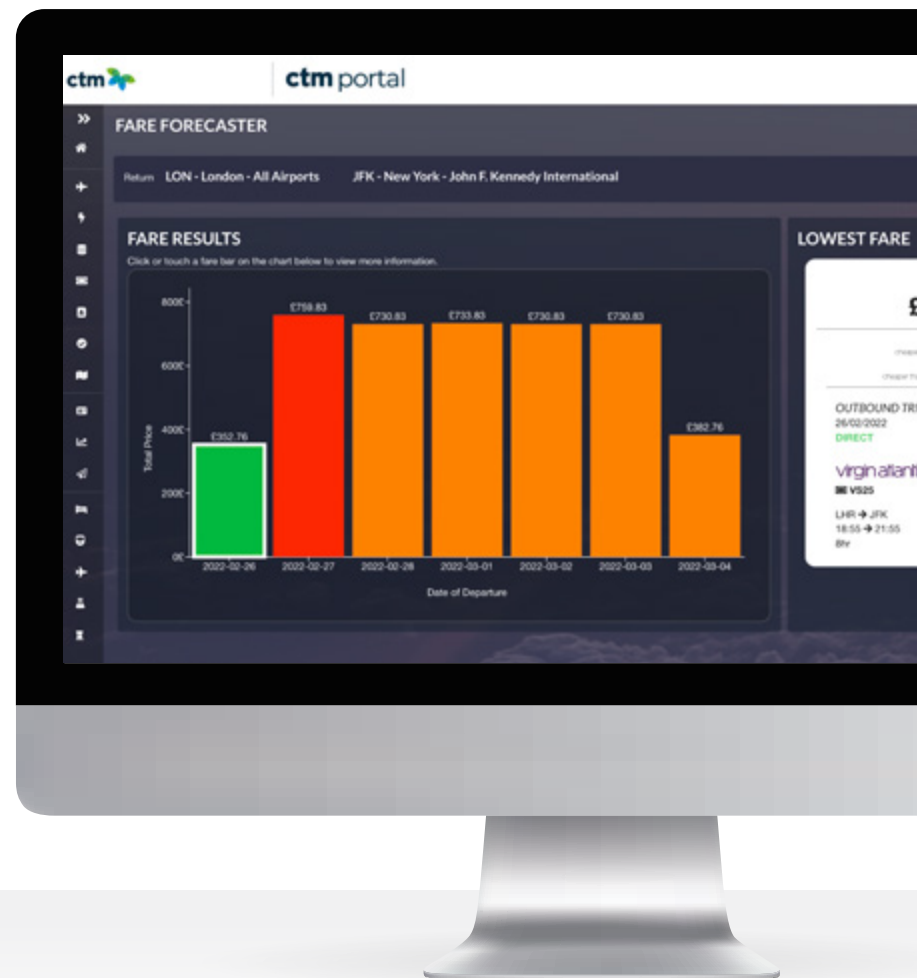 ctm
ctm portal
FARE FORECASTER
Return LON - London - All Airports JFK - New York - John F. Kennedy International
FARE RESULTS
Click or touch a fare bar on the chart below to view more information.
800£
600£
400£
200£
0£
Total Price
£352.76
£759.83
£730.83
£733.83
£730.83
£730.83
£382.76
2022-02-26
2022-02-27
2022-02-28
2022-03-01
2022-03-02
2022-03-03
2022-03-04
Date of Departure
LOWEST FARE
£
OUTBOUND TRI
26/02/2022
DIRECT
virgin atlanti
VS25
LHR → JFK
18:55 → 21:55
8hr